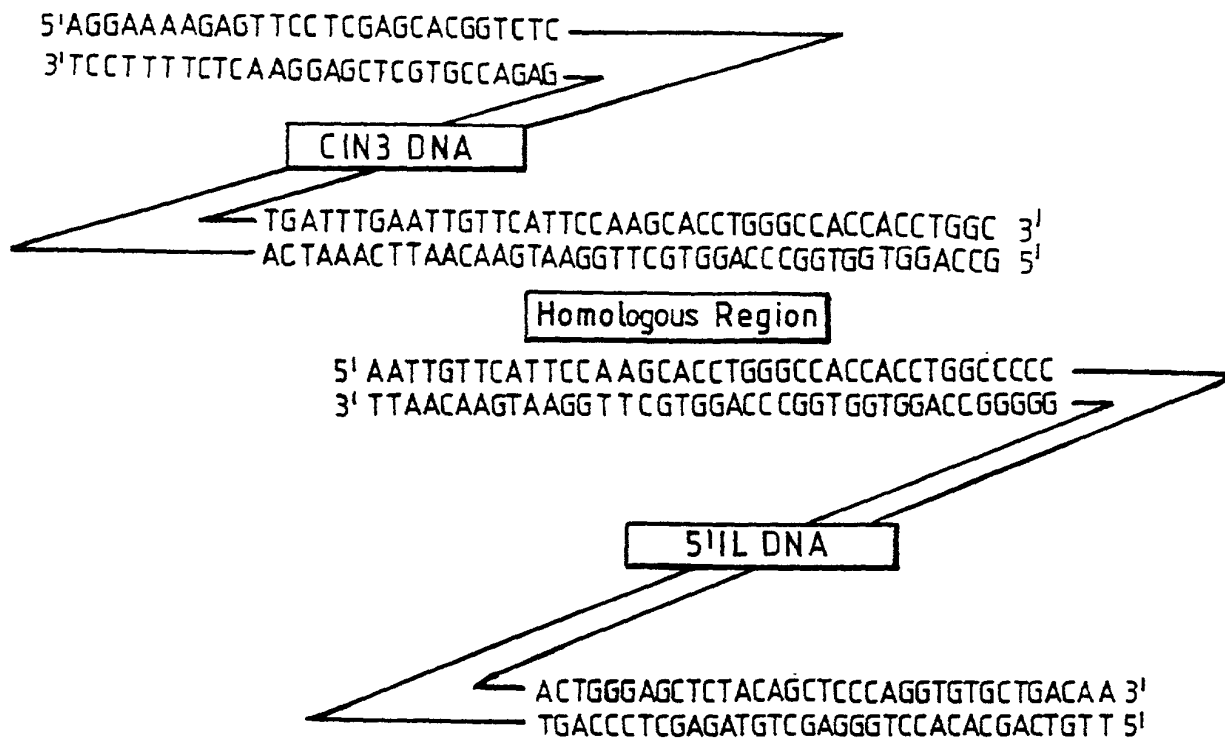 5'AGGAAAAGAGTTCCTCGAGCACGGTCTC
3'TCCTTTTCTCAAGGAGCTCGTGCCAGAG
CIN3 DNA
TGATTTGAATTGTTCATTCCAAGCACCTGGGCCACCACCTGGC 3'
ACTAAACTTAACAAGTAAGGTTCGTGGACCCGGTGGTGGACCG 5'
Homologous Region
5' AATTGTTCATTCCAAGCACCTGGGCCACCACCTGGCCCCC
3' TTAACAAGTAAGGTTCGTGGACCCGGTGGTGGACCGGGGG
5'IL DNA
ACTGGGAGCTCTACAGCTCCCAGGTGTGCTGACAA 3'
TGACCCTCGAGATGTCGAGGGTCCACACGACTGTT 5'